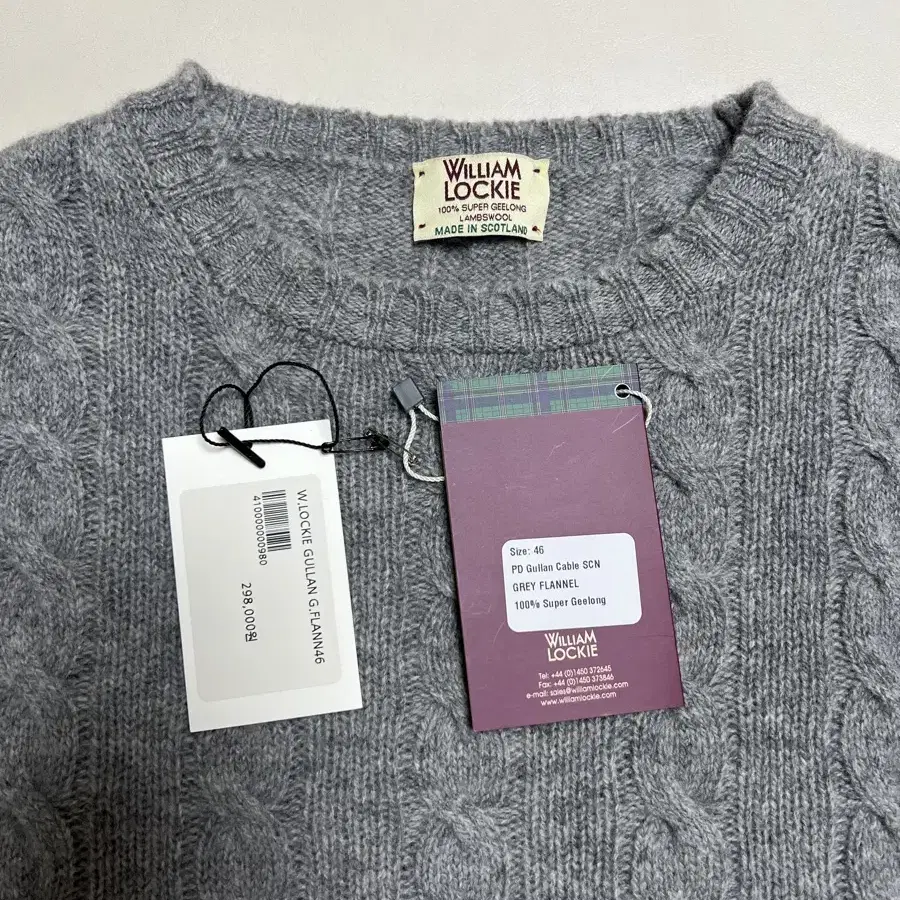 WILLIAM
LOCKIE
100% SUPER GEELONG
LAMBSWOOL
MADE IN SCOTLAND
W.LOCKIE GULLAN G.FLANN46
410000000980
298,000원
Size: 46
PD Gullan Cable SCN
GREY FLANNEL
100% Super Geelong
WILLIAM
LOCKIE
Tel: +44 (0)1450 372645
Fax: +44 (0)1450 373846
e-mail: sales@williamlockie.com
www.williamlockie.com